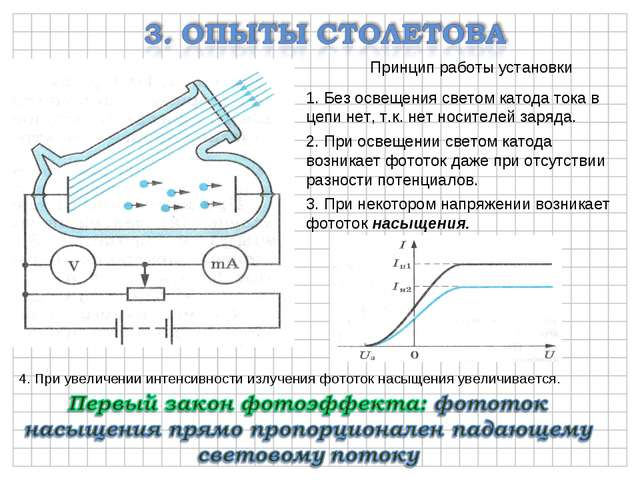 3. ОПЫТЫ СТОЛЕТОВА
Принцип работы установки
1. Без освещения светом катода тока в
цепи нет, т.к. нет носителей заряда.
2. При освещении светом катода
возникает фототок даже при отсутствии
разности потенциалов.
3. При некотором напряжении возникает
фототок насыщения.
V
mA
I
Iн1
Iн2
Uз
O
U
4. При увеличении интенсивности излучения фототок насыщения увеличивается.
Первый закон фотоэффекта: фототок
насыщения прямо пропорционален падающему
световому потоку